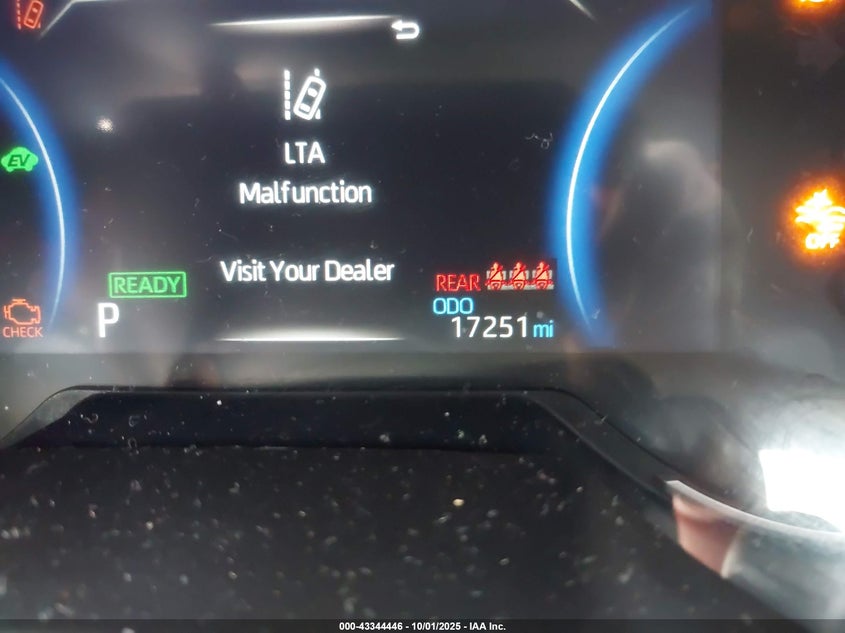 LTA
Malfunction
EV
Visit Your Dealer
OFF
READY
REAR
ODO
P
CHECK
17251 mi
000-43344446 - 10/01/2025 - IAA Inc.